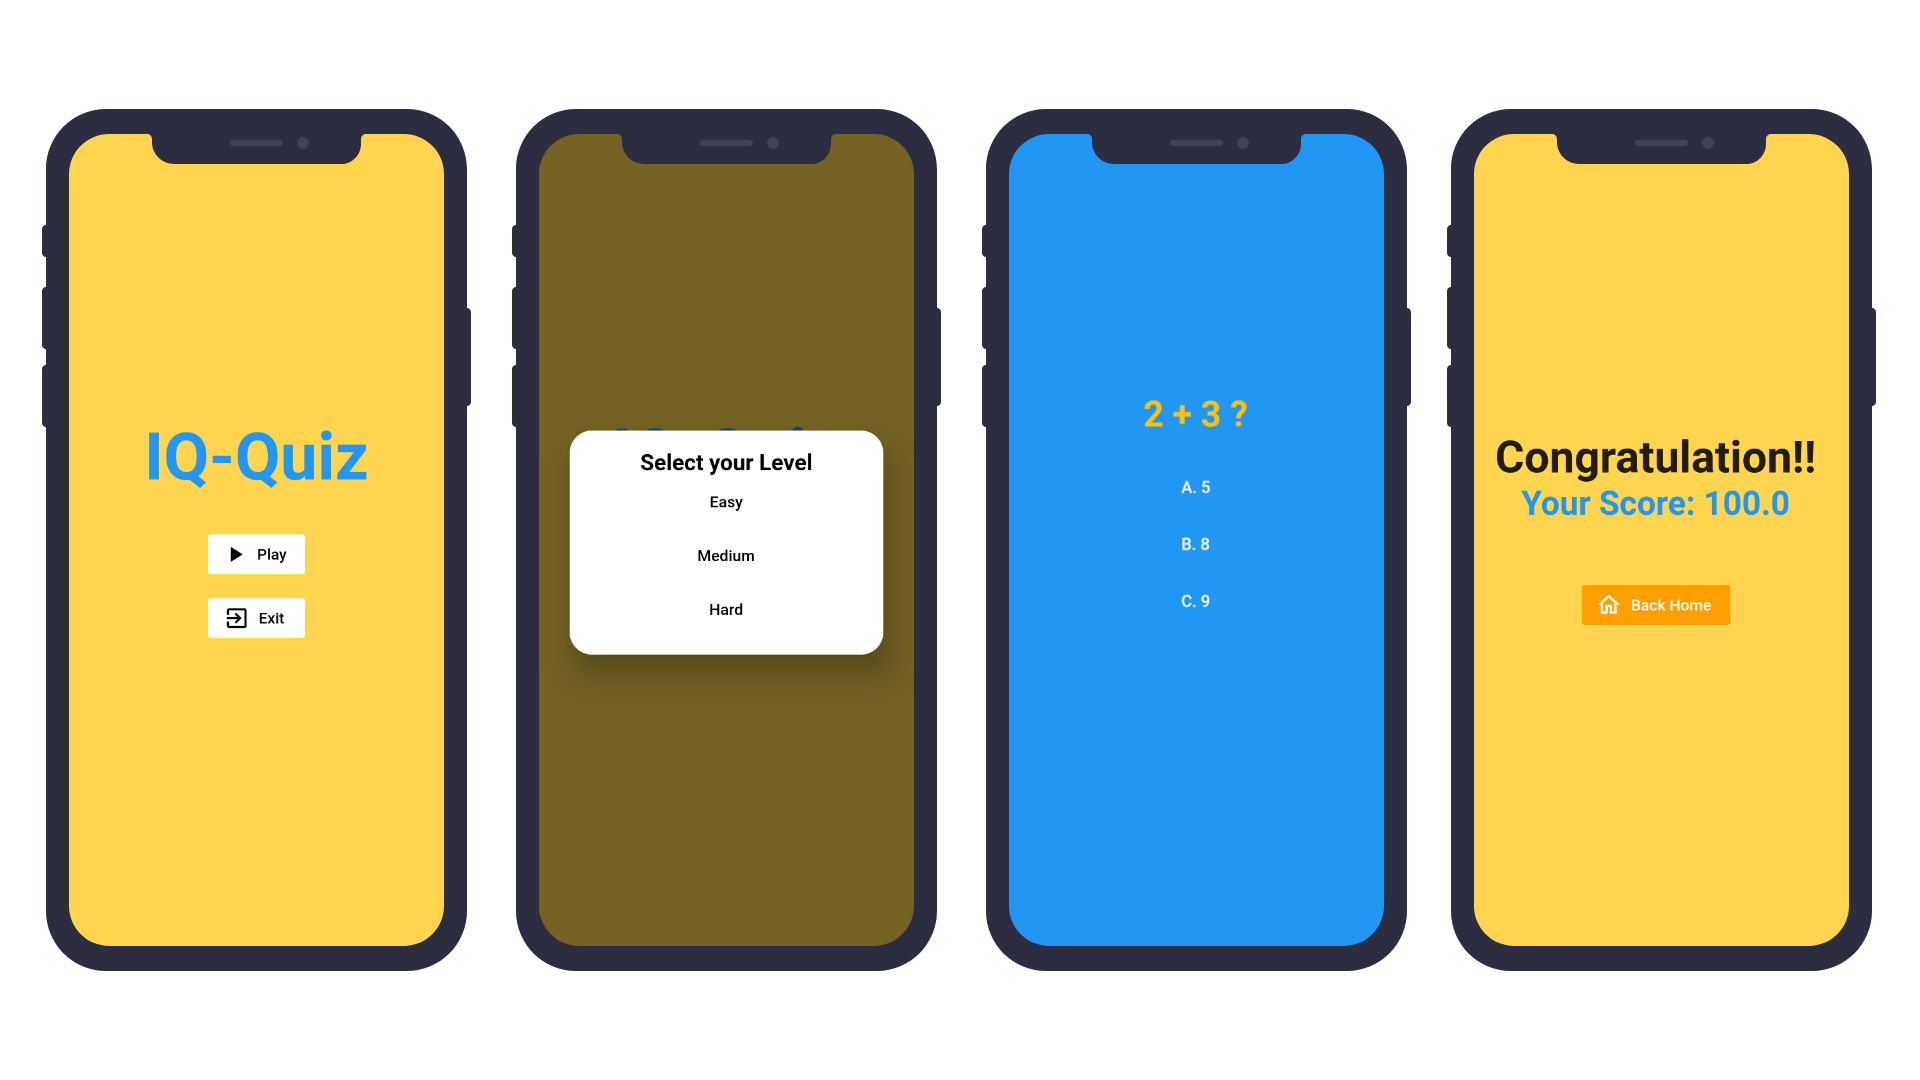 IQ-Quiz
Play
Exit
Select your Level
Easy
Medium
Hard
2 + 3 ?
A. 5
B. 8
C. 9
Congratulation!!
Your Score: 100.0
Back Home